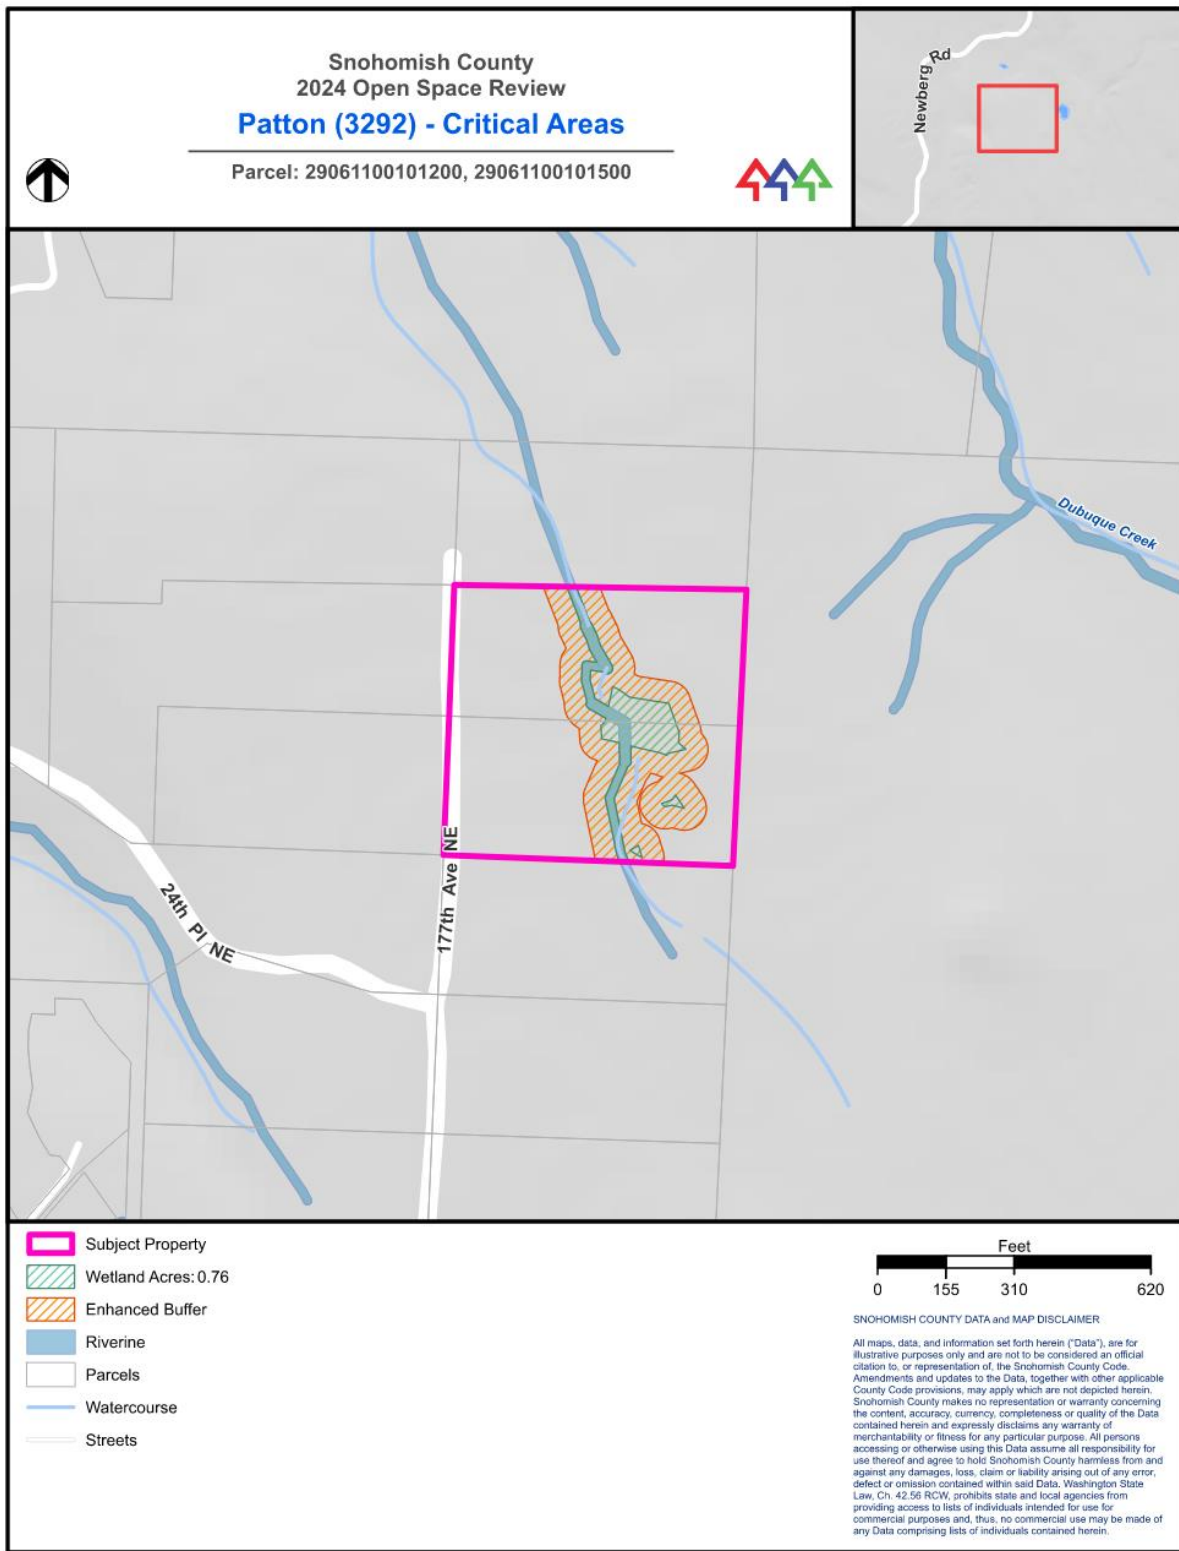 Snohomish County
2024 Open Space Review
Patton (3292) - Critical Areas
Parcel: 29061100101200, 29061100101500
Newberg Rd
Dubuque Creek
177th Ave NE
24th Pl NE
Subject Property
Wetland Acres: 0.76
Enhanced Buffer
Riverine
Parcels
Watercourse
Streets
Feet
0 155 310 620
SNOHOMISH COUNTY DATA and MAP DISCLAIMER
All maps, data, and information set forth herein ("Data"), are for
illustrative purposes only and are not to be considered an official
citation to, or representation of, the Snohomish County Code.
Amendments and updates to the Data, together with other applicable
County Code provisions, may apply which are not depicted herein.
Snohomish County makes no representation or warranty concerning
the content, accuracy, currency, completeness or quality of the Data
contained herein and expressly disclaims any warranty of
merchantability or fitness for any particular purpose. All persons
accessing or otherwise using this Data assume all responsibility for
use thereof and agree to hold Snohomish County harmless from and
against any damages, loss, claim or liability arising out of any error,
defect or omission contained within said Data. Washington State
Law, Ch. 42.56 RCW, prohibits state and local agencies from
providing access to lists of individuals intended for use for
commercial purposes and, thus, no commercial use may be made of
any Data comprising lists of individuals contained herein.